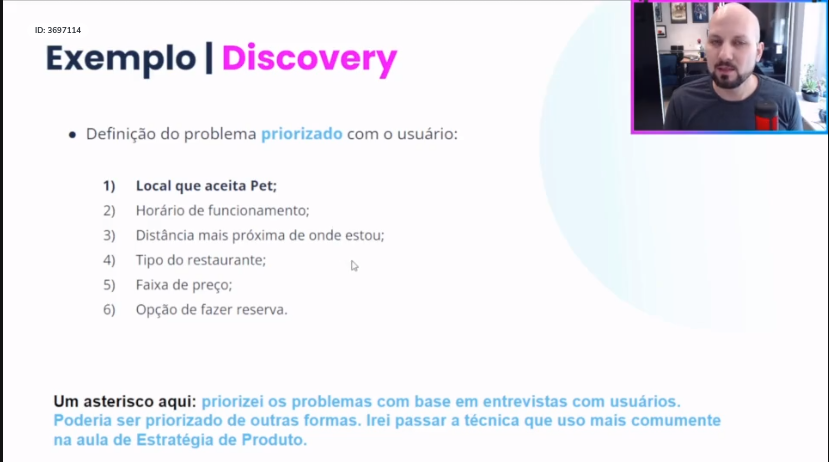 ID: 3697114
Exemplo | Discovery
• Definição do problema priorizado com o usuário:
1) Local que aceita Pet;
2) Horário de funcionamento;
3) Distância mais próxima de onde estou;
4) Tipo do restaurante;
5) Faixa de preço;
6) Opção de fazer reserva.
Um asterisco aqui: priorizei os problemas com base em entrevistas com usuários.
Poderia ser priorizado de outras formas. Irei passar a técnica que uso mais comumente
na aula de Estratégia de Produto.